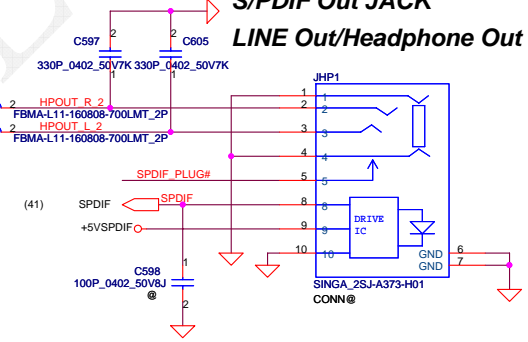 S/PDIF Out JACK
LINE Out/Headphone Out
2 2
C597 C605
330P_0402_50V7K 330P_0402_50V7K
1 1
JHP1
1 1
2 HPOUT_R_2 2 2
FBMA-L11-160808-700LMT_2P
2 HPOUT_L_2 3 3
FBMA-L11-160808-700LMT_2P
4 4
SPDIF_PLUG# 5 5
(41) SPDIF SPDIF 8 8
DRIVE
IC
+5VSPDIF 9 9
10 10
GND 6
GND 7
1
C598
100P_0402_50V8J
@
2
SINGA_2SJ-A373-H01
CONN@